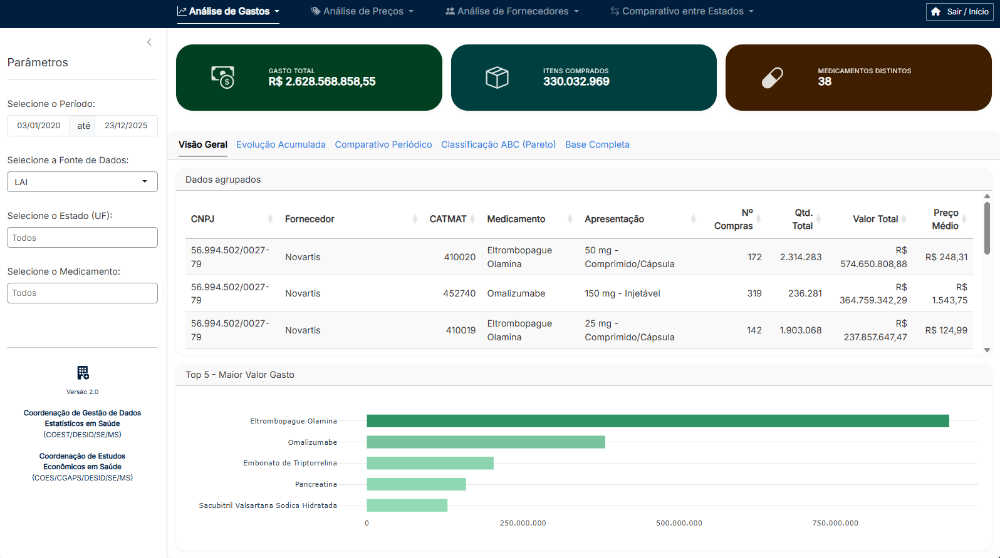 Análise de Gastos
Análise de Preços
Análise de Fornecedores
Comparativo entre Estados
Sair / Início
Parâmetros
Selecione o Período:
03/01/2020 até 23/12/2025
Selecione a Fonte de Dados:
LAI
Selecione o Estado (UF):
Todos
Selecione o Medicamento:
Todos
Versão 2.0
Coordenação de Gestão de Dados
Estatísticos em Saúde
(COEST/DESID/SE/MS)
Coordenação de Estudos
Econômicos em Saúde
(COES/CGAPS/DESID/SE/MS)
GASTO TOTAL
R$ 2.628.568.858,55
ITENS COMPRADOS
330.032.969
MEDICAMENTOS DISTINTOS
38
Visão Geral
Evolução Acumulada
Comparativo Periódico
Classificação ABC (Pareto)
Base Completa
Dados agrupados
CNPJ Fornecedor CATMAT Medicamento Apresentação Nº Compras Qtd. Total Valor Total Preço Médio
56.994.502/0027-79 Novartis 410020 Eltrombopague Olamina 50 mg - Comprimido/Cápsula 172 2.314.283 R$ 574.650.808,88 R$ 248,31
56.994.502/0027-79 Novartis 452740 Omalizumabe 150 mg - Injetável 319 236.281 R$ 364.759.342,29 R$ 1.543,75
56.994.502/0027-79 Novartis 410019 Eltrombopague Olamina 25 mg - Comprimido/Cápsula 142 1.903.068 R$ 237.857.647,47 R$ 124,99
Top 5 - Maior Valor Gasto
Eltrombopague Olamina
Omalizumabe
Embonato de Triptorrelina
Pancreatina
Sacubitril Valsartana Sodica Hidratada
0 250.000.000 500.000.000 750.000.000